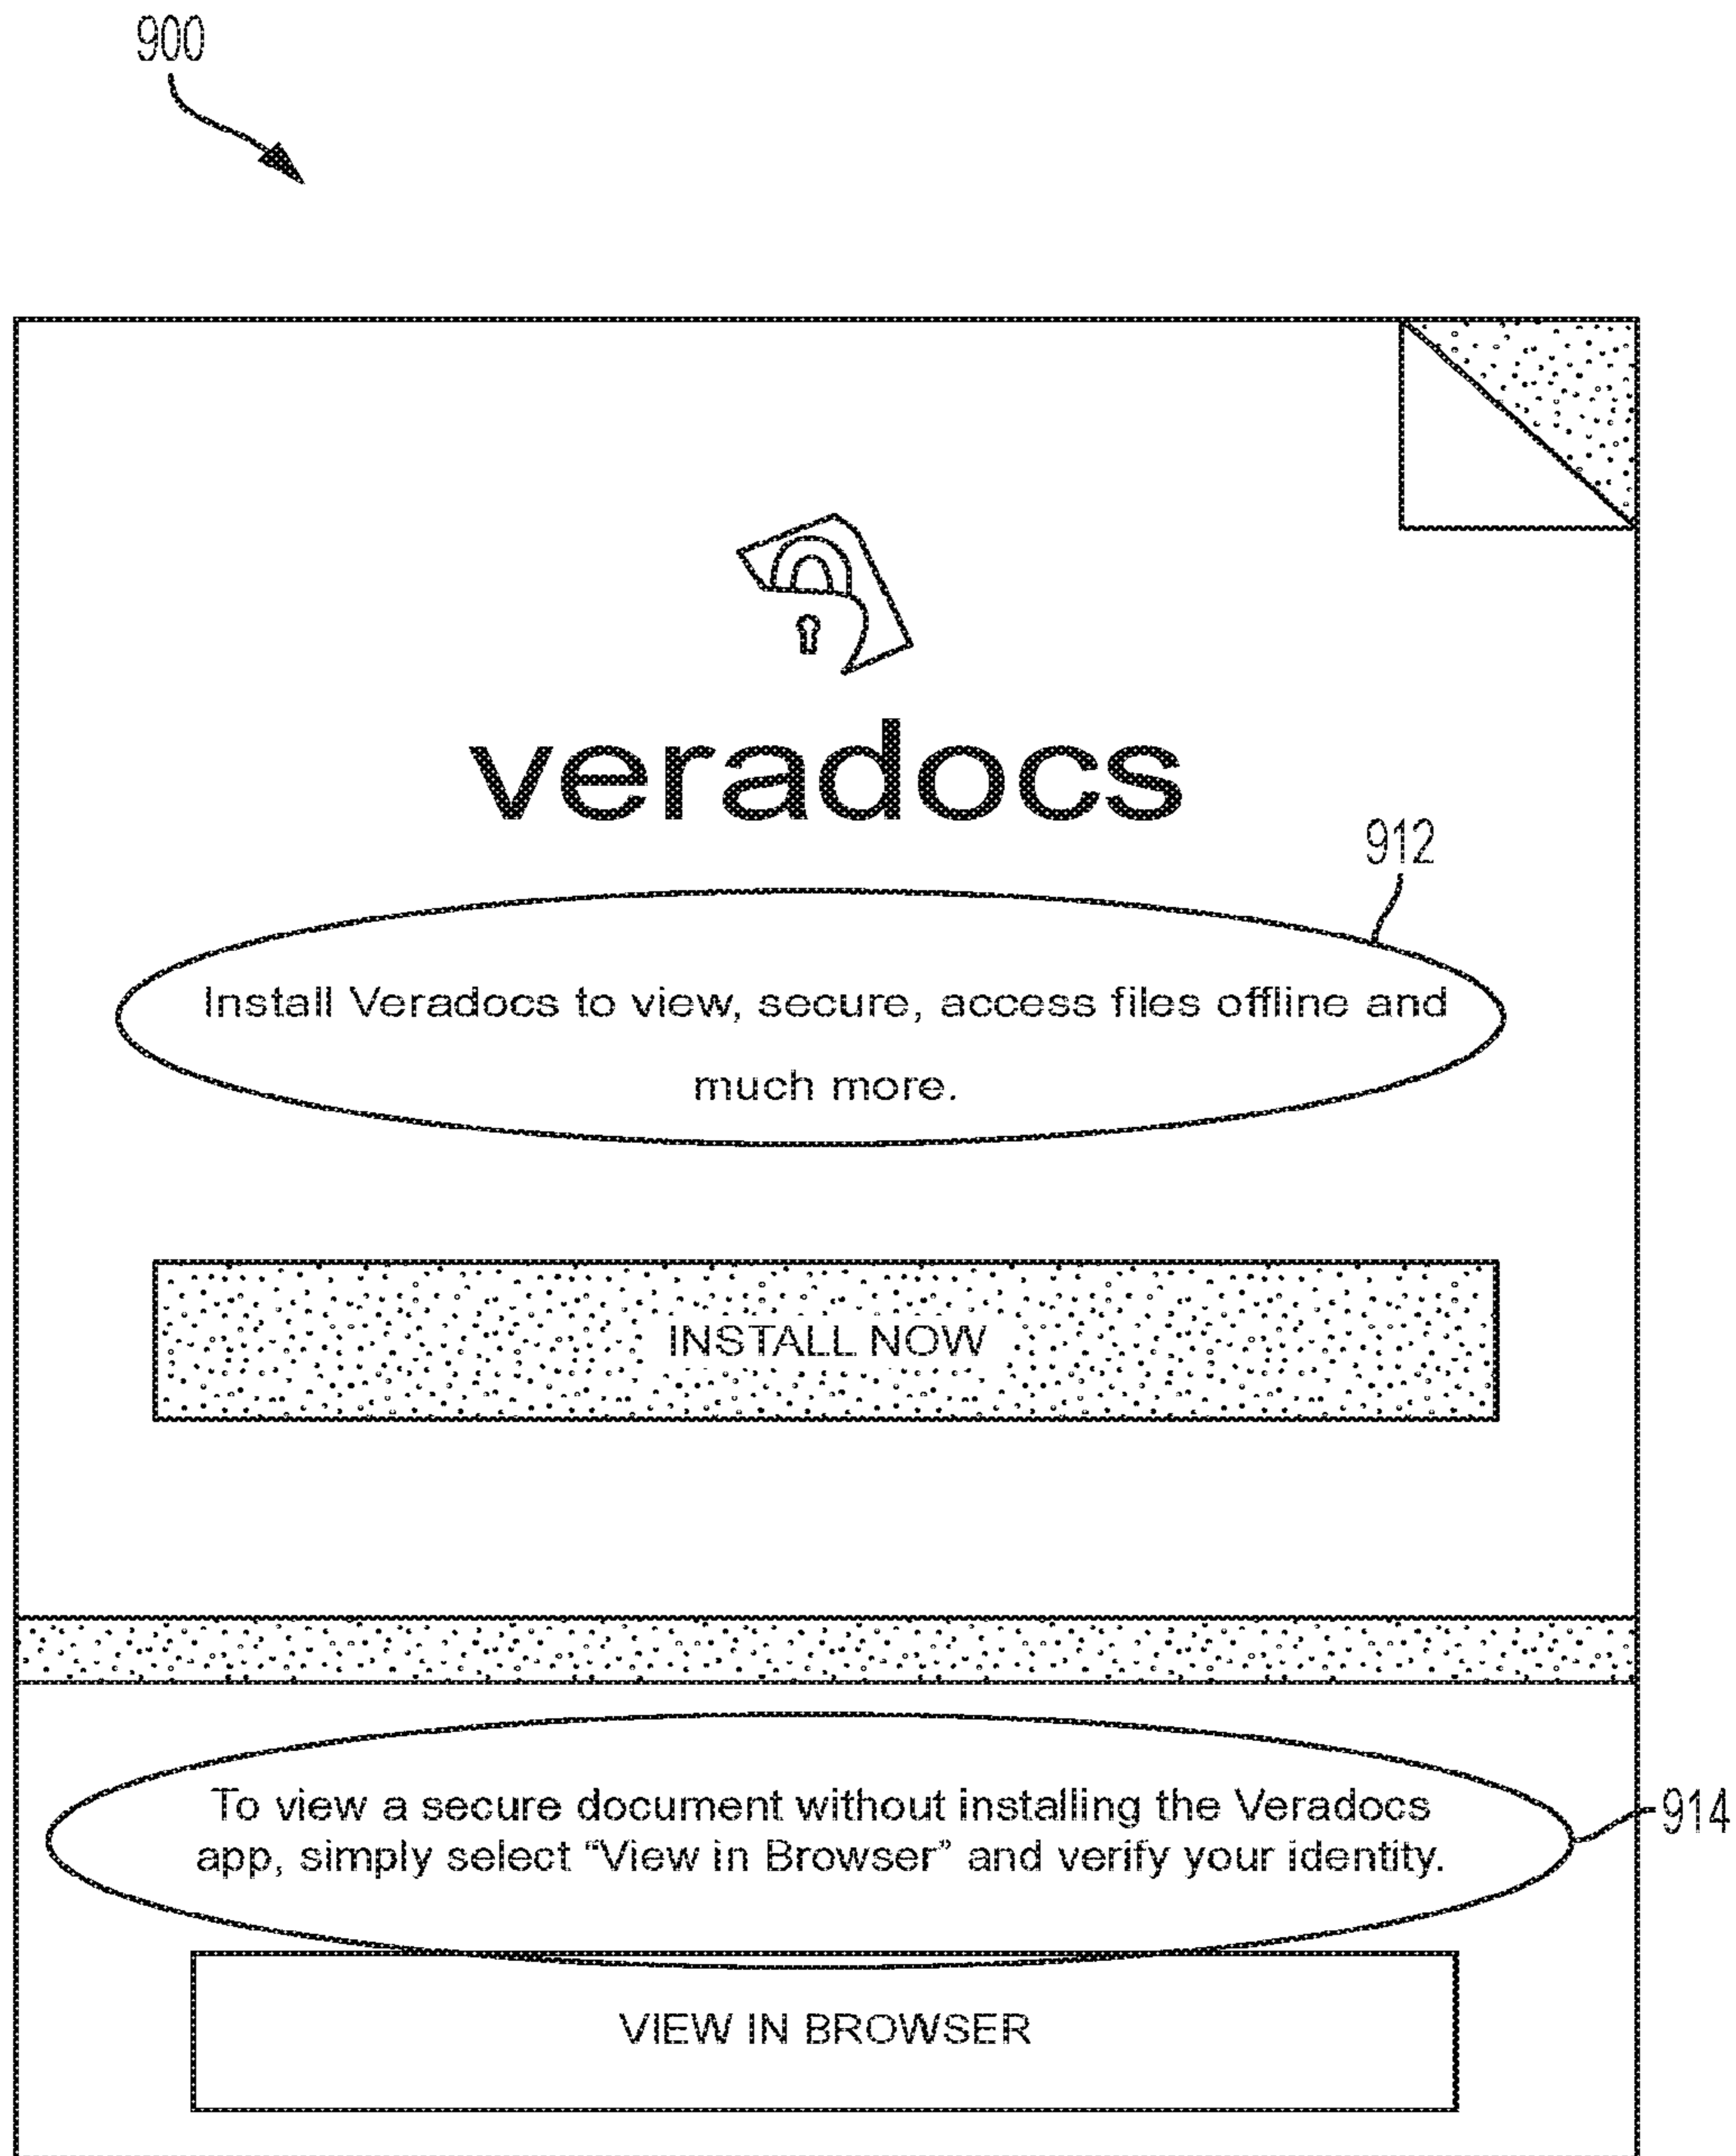 900
veradocs
912
Install Veradocs to view, secure, access files offline and
much more.
INSTALL NOW
To view a secure document without installing the Veradocs
app, simply select “View in Browser” and verify your identity.
914
VIEW IN BROWSER